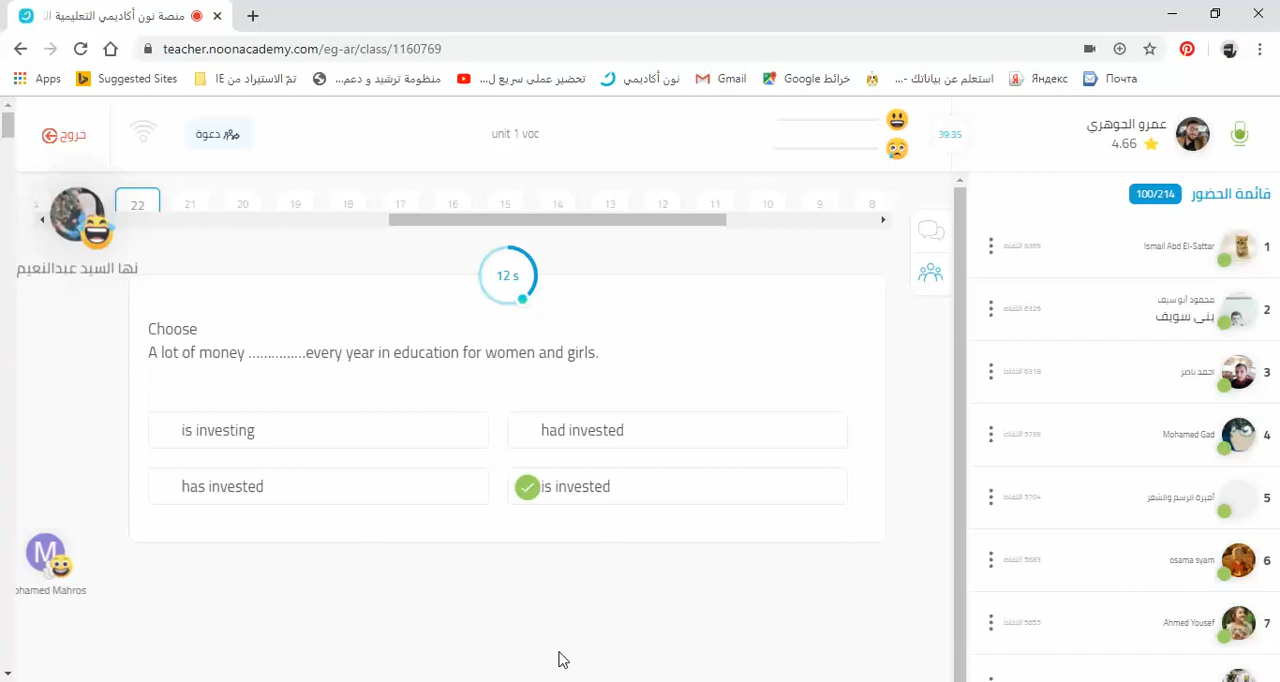 منصة نون أكاديمي التعليمية
teacher.noonacademy.com/eg-ar/class/1160769
Apps
Suggested Sites
تمّ الاستيراد من IE
منظومة ترشيد و دعم...
تحضير عملى سريع ل...
نون أكاديمي
Gmail
خرائط Google
استعلم عن بياناتك -...
Яндекс
Почта
خروج
دعوة
unit 1 voc
39:35
عمرو الجوهري
4.66
22 21 20 19 18 17 16 15 14 13 12 11 10 9 8
قائمة الحضور
100/214
نها السيد عبدالنعيم
12 s
Choose
A lot of money ...............every year in education for women and girls.
is investing
had invested
has invested
is invested
ohamed Mahros
1
Ismail Abd El-Sattar
2
محمود أبو سيف
بنى سويف
3
احمد ناصر
4
Mohamed Gad
5
أميرة الرسم والشعر
6
osama syam
7
Ahmed Yousef